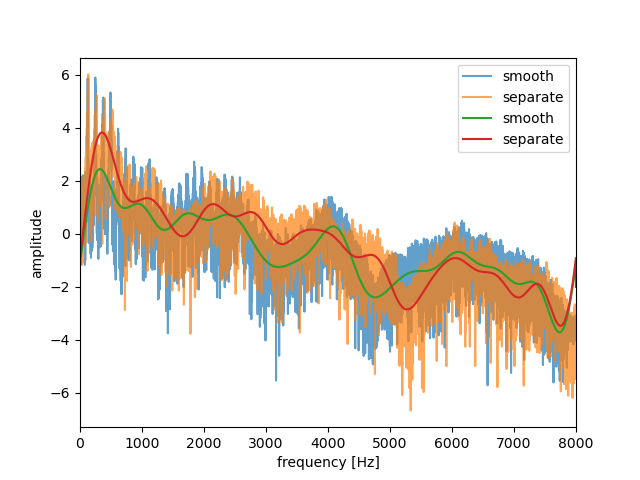 smooth
separate
smooth
separate
6
4
2
0
−2
−4
−6
amplitude
0 1000 2000 3000 4000 5000 6000 7000 8000
frequency [Hz]